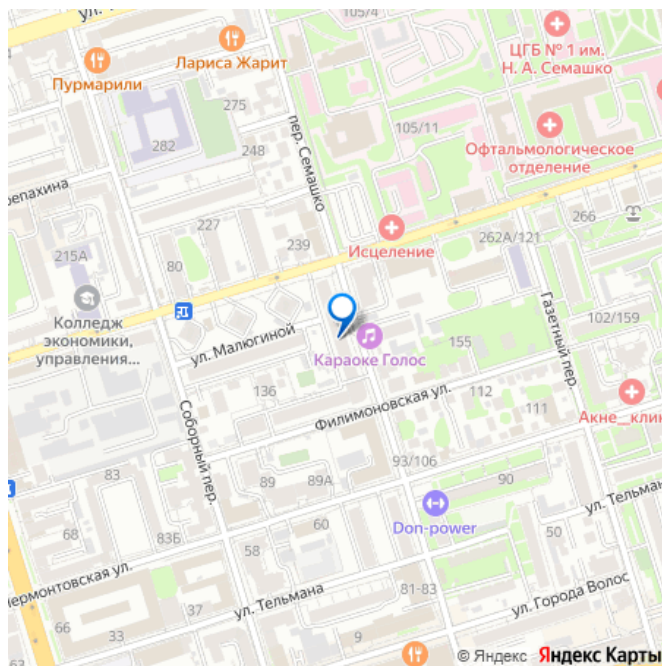 105/4
ул.
ЦГБ № 1 им.
Н. А. Семашко
Лариса Жарит
Пурмарили
275
пер. Семашко
105/11
282
248
Офтальмологическое
отделение
репахина
227
266
239
262А/121
Исцеление
215А
80
Газетный пер.
Колледж
экономики,
управления...
ул. Малюгиной
102/159
Караоке Голос
155
136
112
Филимоновская ул.
111
Акне_клин
Соборный пер.
93/106
83
89
89А
90
ул. Тельма
Don-power
68
60
50
83Б
58
лермонтовская ул.
81-83
ул. Города Волос
37
ул. Тельмана
66
33
9
© Яндекс Яндекс Карты